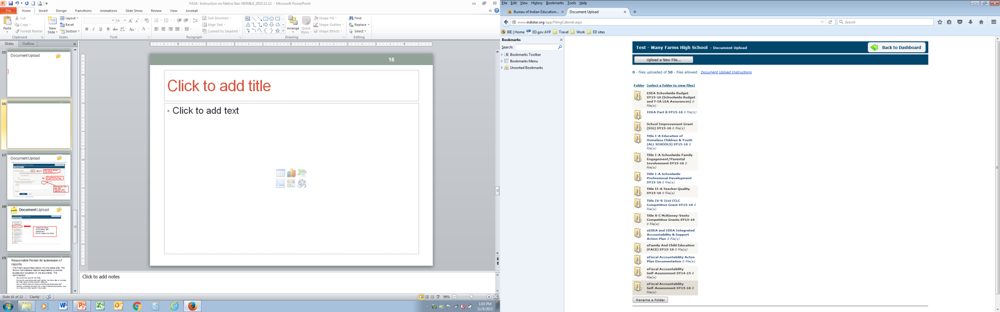 FASA- Instruction on Native Star-NDMILE_2015.11.12 - Microsoft PowerPoint
File Home Insert Design Transitions Animations Slide Show Review View Acrobat
Cut
Copy
Format Painter
Paste
Clipboard
New
Slide
Layout
Reset
Section
Slides
14
B I U S abc AV Aa A
Font
Paragraph
Text Direction
Align Text
Convert to SmartArt
Arrange
Quick
Styles
Shape Fill
Shape Outline
Shape Effects
Drawing
Find
Replace
Select
Editing
Slides Outline
15
Document Upload
16
17
Document Upload
18
Document Upload
19
Responsible Person for submission of
reports
16
Click to add title
• Click to add text
Click to add notes
Slide 16 of 22 "Clarity"
99%
1:03 PM
11/9/2015
File Edit View History Bookmarks Tools Help
Bureau of Indian Education...
Document Upload
www.indistar.org/app/FilingCabinet.aspx
Search
BIE | Home ED.gov AYP Travel Work ED sites
Bookmarks
Search:
Bookmarks Toolbar
Bookmarks Menu
Unsorted Bookmarks
Test - Many Farms High School - Document Upload
Back to Dashboard
Upload a New File...
0 - files uploaded of 50 - files allowed Document Upload Instructions
Folder (select a folder to view files)
ESEA Schoolwide Budget
SY15-16 (Schoolwide Budget
and T-IA LEA Assurances) 0
file(s)
IDEA Part B SY15-16 0 file(s)
School Improvement Grant
(SIG) SY15-16 0 file(s)
Title I-A Education of
Homeless Children & Youth
(ALL SCHOOLS) SY15-16 0
file(s)
Title I-A Schoolwide Family
Engagement/Parental
Involvement SY15-16 0
file(s)
Title I-A Schoolwide
Professional Development
SY15-16 0 file(s)
Title II-A Teacher Quality
SY15-16 0 file(s)
Title IV-B 21st CCLC
Competitive Grant SY15-16 0
file(s)
Title X-C McKinney-Vento
Competitive Grants SY15-16
0 file(s)
xESEA and IDEA Integrated
Accountability & Support
Action Plan 0 file(s)
xFamily And Child Education
(FACE) SY15-16 0 file(s)
xFiscal Accountability Acton
Plan Documentation 0 file(s)
xFiscal Accountability
Self-Assessment SY14-15 0
file(s)
xFiscal Accountability
Self-Assessment SY15-16 0
file(s)
Rename a Folder